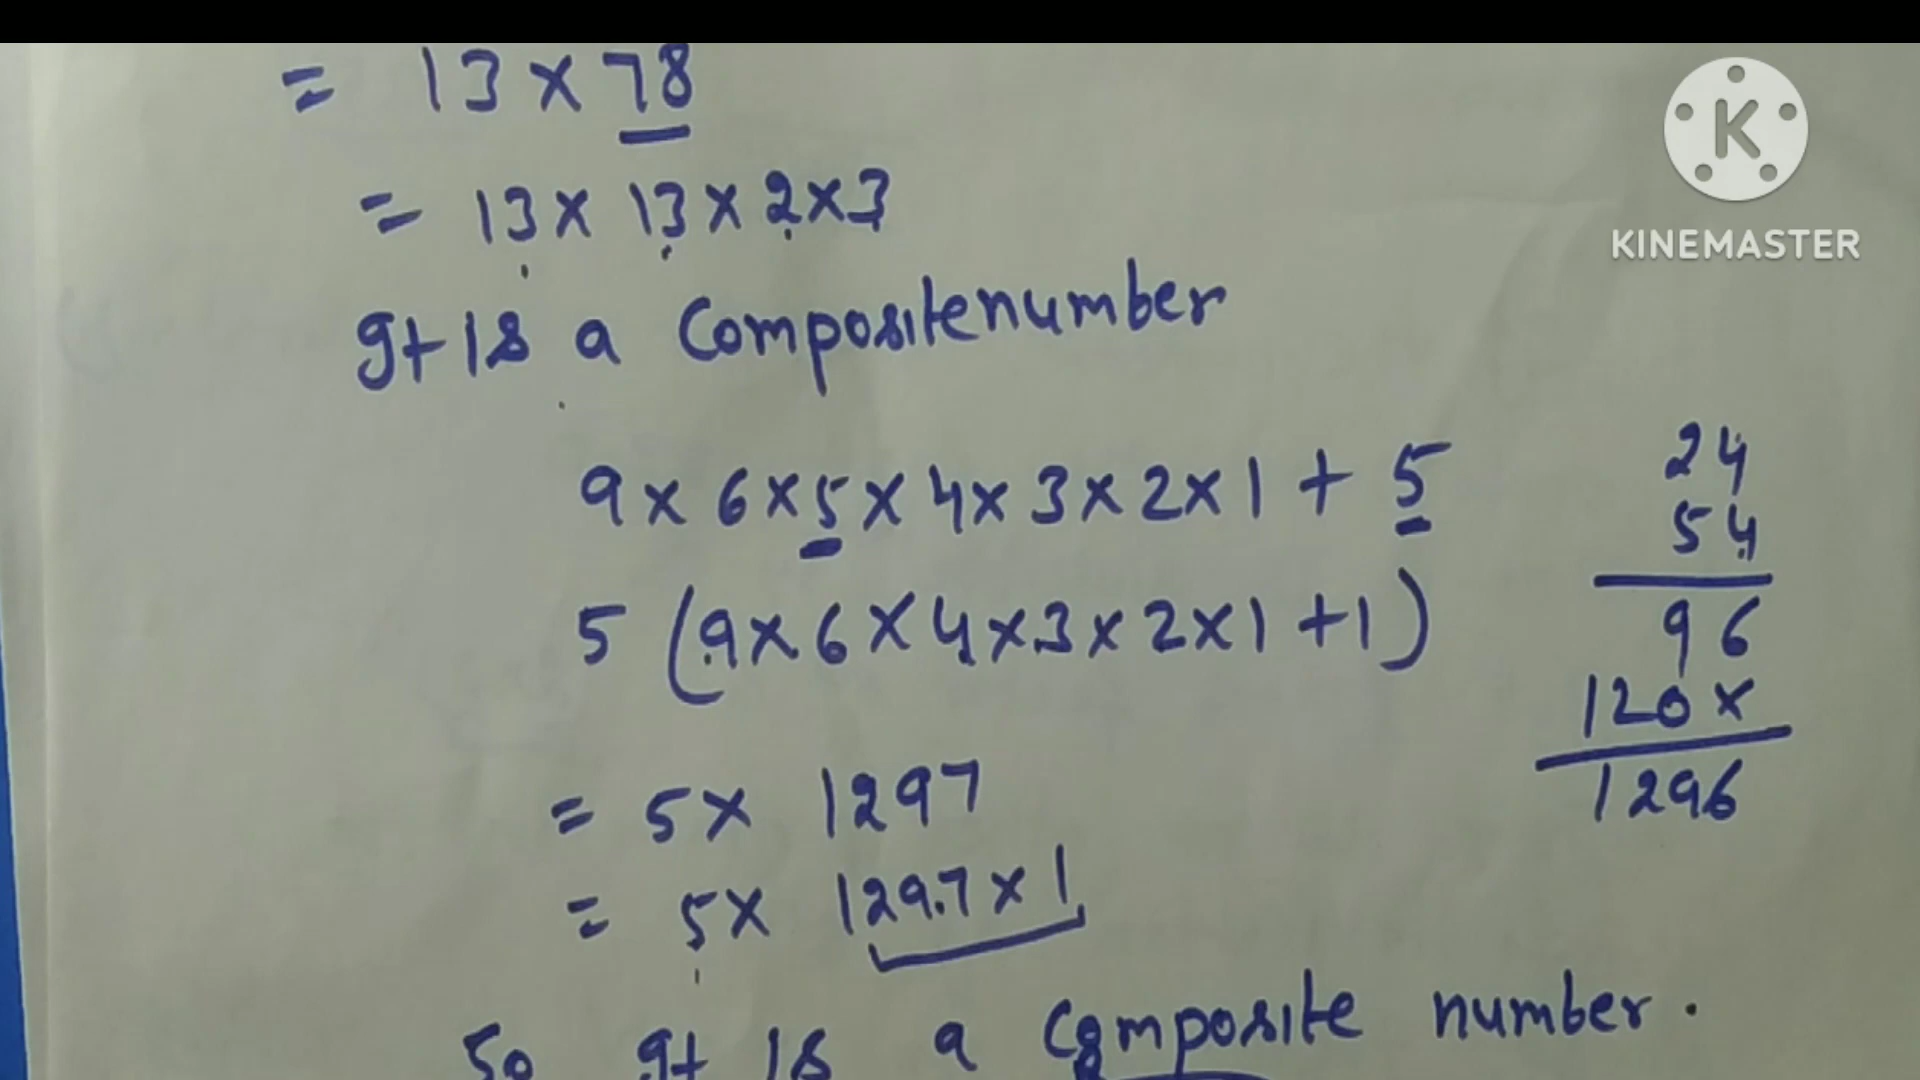 = 13 × 78
KINEMASTER
= 13 × 13 × 2 × 3
It is a Composite number
9 × 6 × 5 × 4 × 3 × 2 × 1 + 5
5 (9 × 6 × 4 × 3 × 2 × 1 + 1)
= 5 × 1297
= 5 × 1297 × 1
So It is a Composite number.
24
54
96
120×
1296